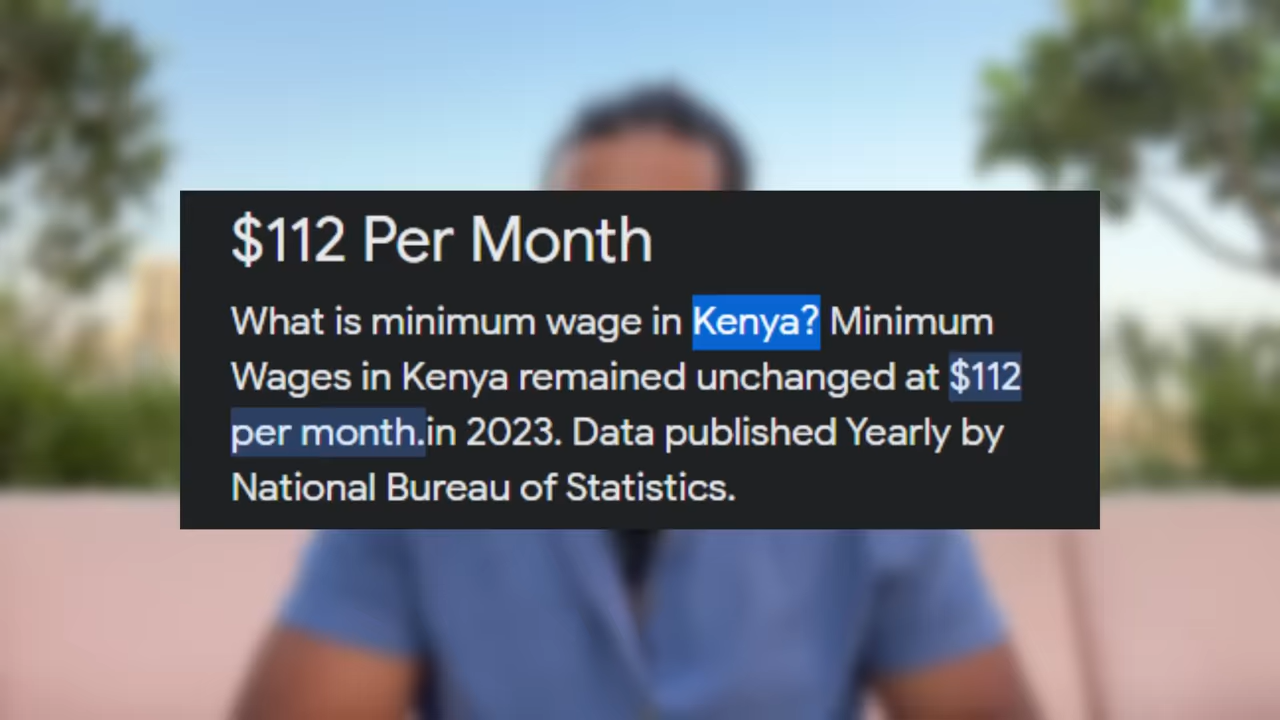 $112 Per Month
What is minimum wage in Kenya? Minimum
Wages in Kenya remained unchanged at $112
per month.in 2023. Data published Yearly by
National Bureau of Statistics.